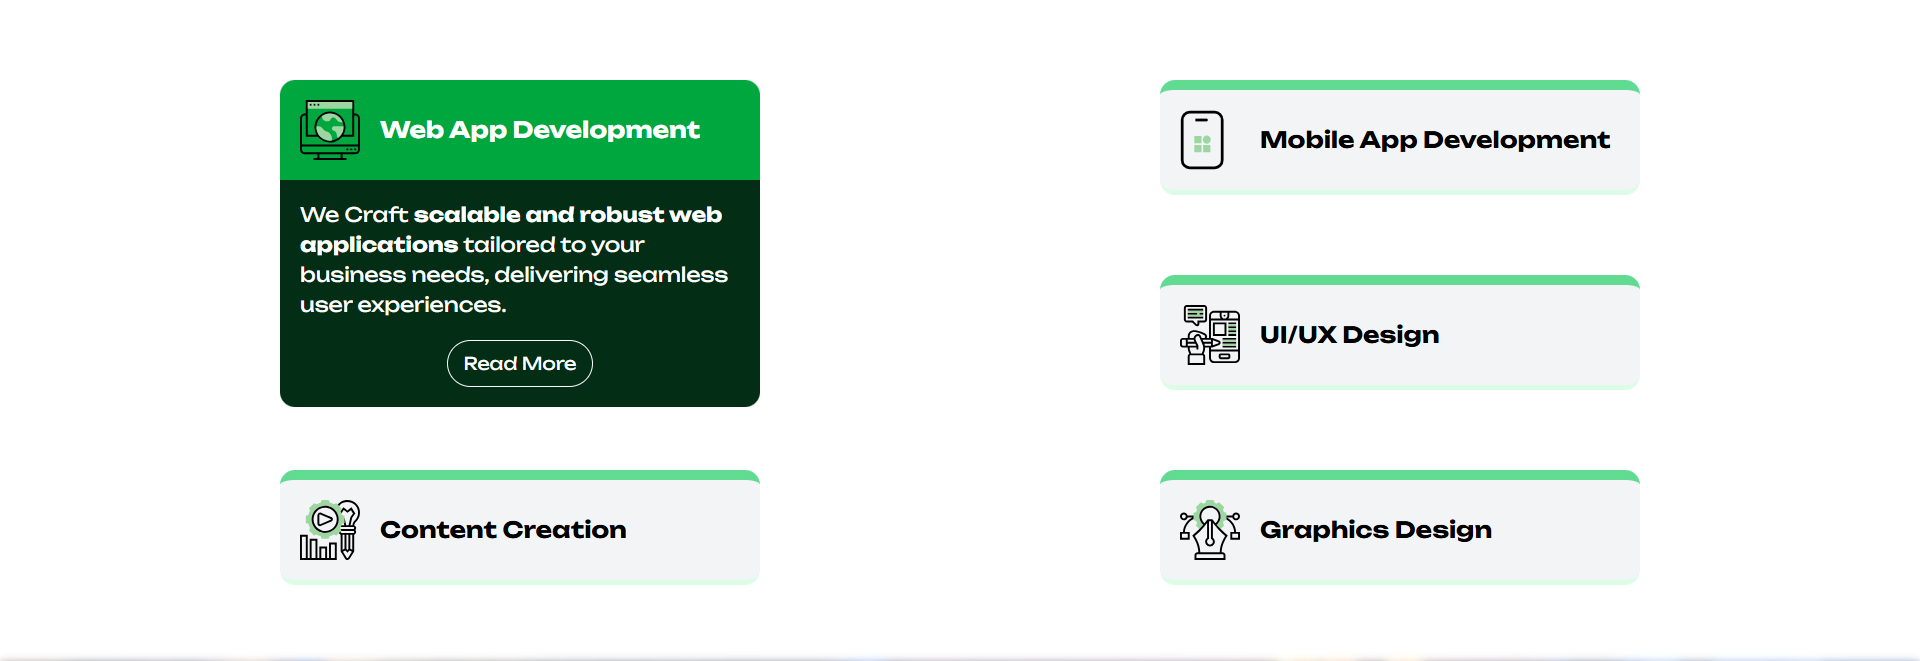 Web App Development
We Craft scalable and robust web
applications tailored to your
business needs, delivering seamless
user experiences.
Read More
Mobile App Development
UI/UX Design
Content Creation
Graphics Design